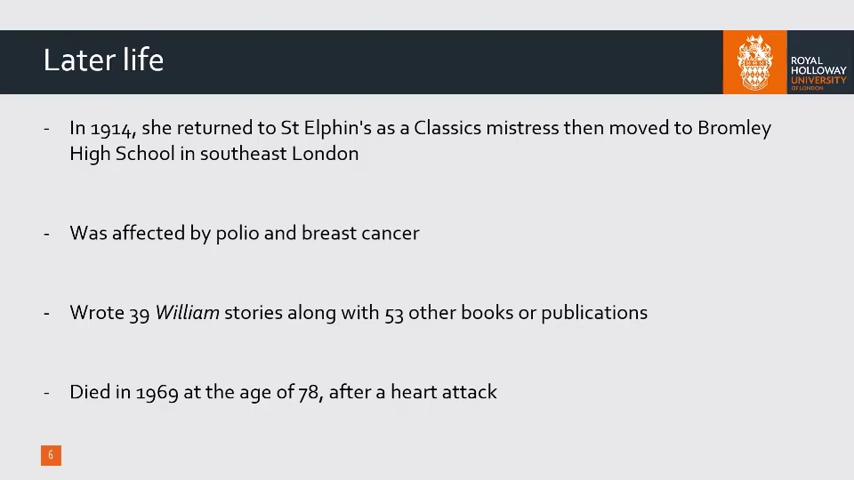 Later life
ROYAL
HOLLOWAY
UNIVERSITY
OF LONDON
- In 1914, she returned to St Elphin's as a Classics mistress then moved to Bromley
High School in southeast London
- Was affected by polio and breast cancer
- Wrote 39 William stories along with 53 other books or publications
- Died in 1969 at the age of 78, after a heart attack
6